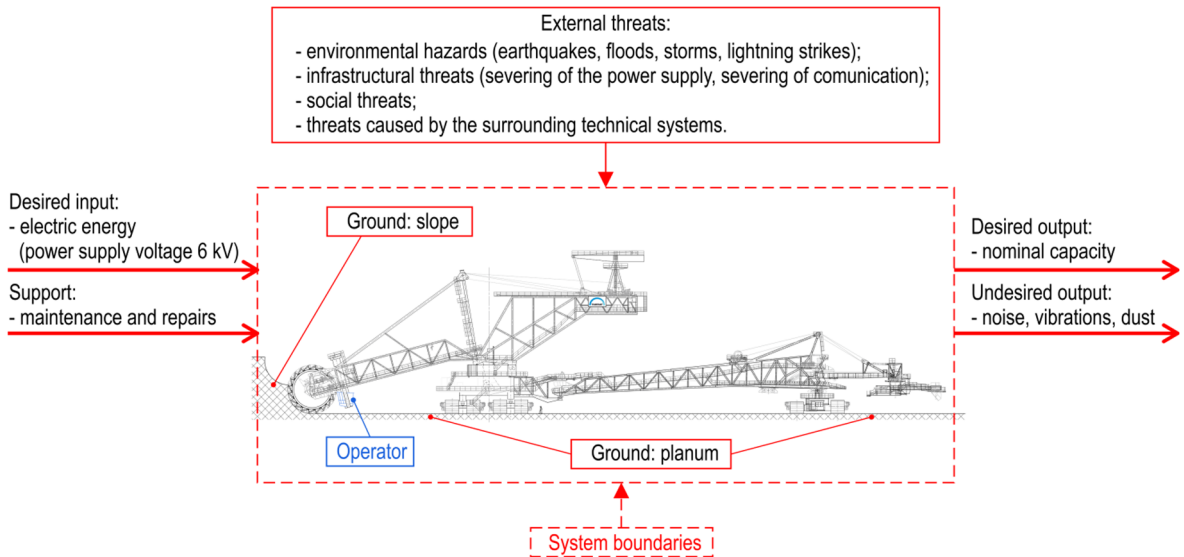 External threats:
- environmental hazards (earthquakes, floods, storms, lightning strikes);
- infrastructural threats (severing of the power supply, severing of comunication);
- social threats;
- threats caused by the surrounding technical systems.
Desired input:
- electric energy
(power supply voltage 6 kV)
Support:
- maintenance and repairs
Ground: slope
Operator
Ground: planum
Desired output:
- nominal capacity
Undesired output:
- noise, vibrations, dust
System boundaries